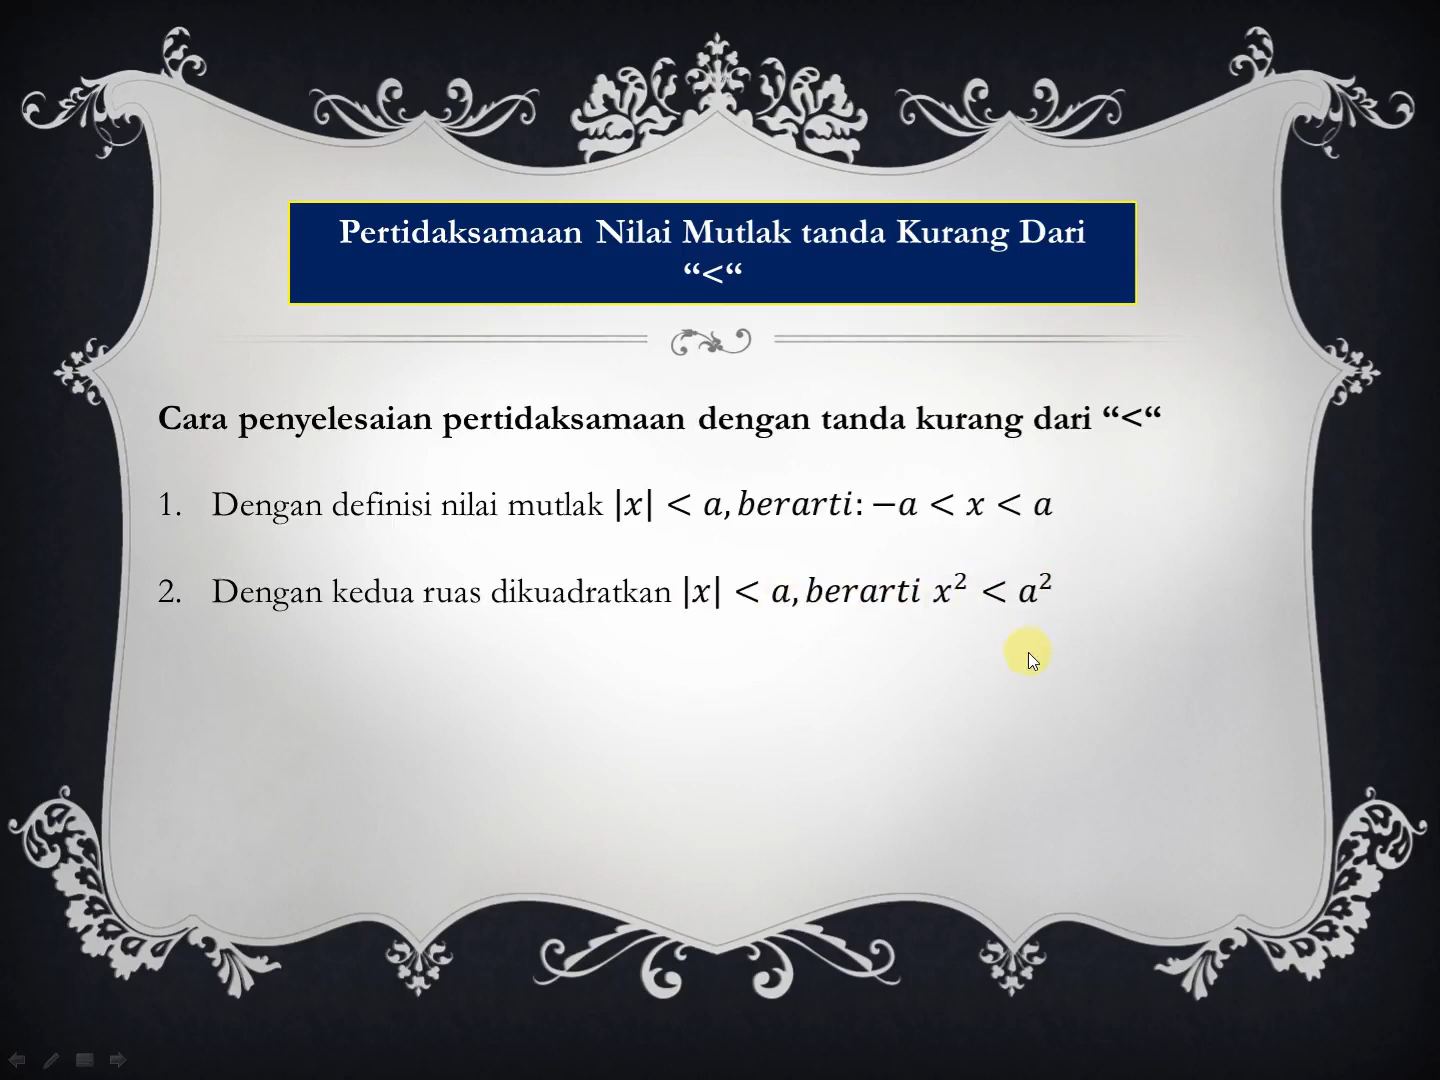 Pertidaksamaan Nilai Mutlak tanda Kurang Dari
“<“
Cara penyelesaian pertidaksamaan dengan tanda kurang dari “<“
1. Dengan definisi nilai mutlak |x| < a, berarti: −a < x < a
2. Dengan kedua ruas dikuadratkan |x| < a, berarti x² < a²